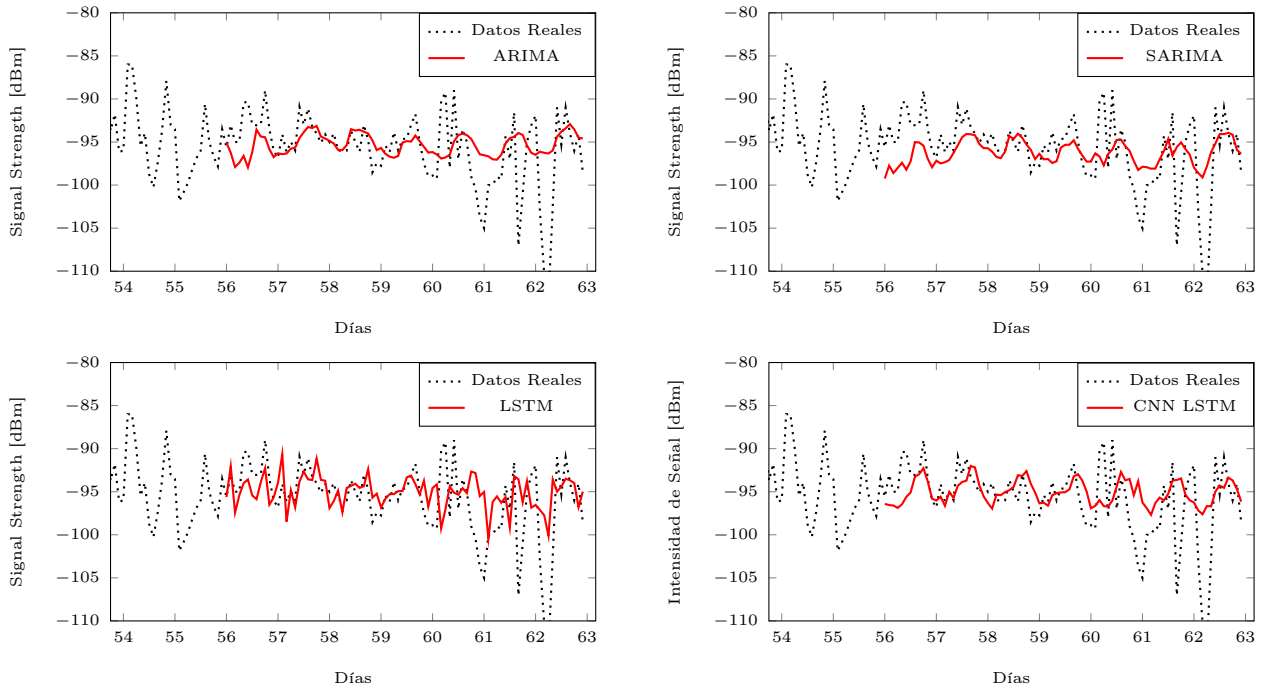 −80
−85
−90
−95
−100
−105
−110
54 55 56 57 58 59 60 61 62 63
Días
Signal Strength [dBm]
Datos Reales
ARIMA
−80
−85
−90
−95
−100
−105
−110
54 55 56 57 58 59 60 61 62 63
Días
Signal Strength [dBm]
Datos Reales
SARIMA
−80
−85
−90
−95
−100
−105
−110
54 55 56 57 58 59 60 61 62 63
Días
Signal Strength [dBm]
Datos Reales
LSTM
−80
−85
−90
−95
−100
−105
−110
54 55 56 57 58 59 60 61 62 63
Días
Intensidad de Señal [dBm]
Datos Reales
CNN LSTM